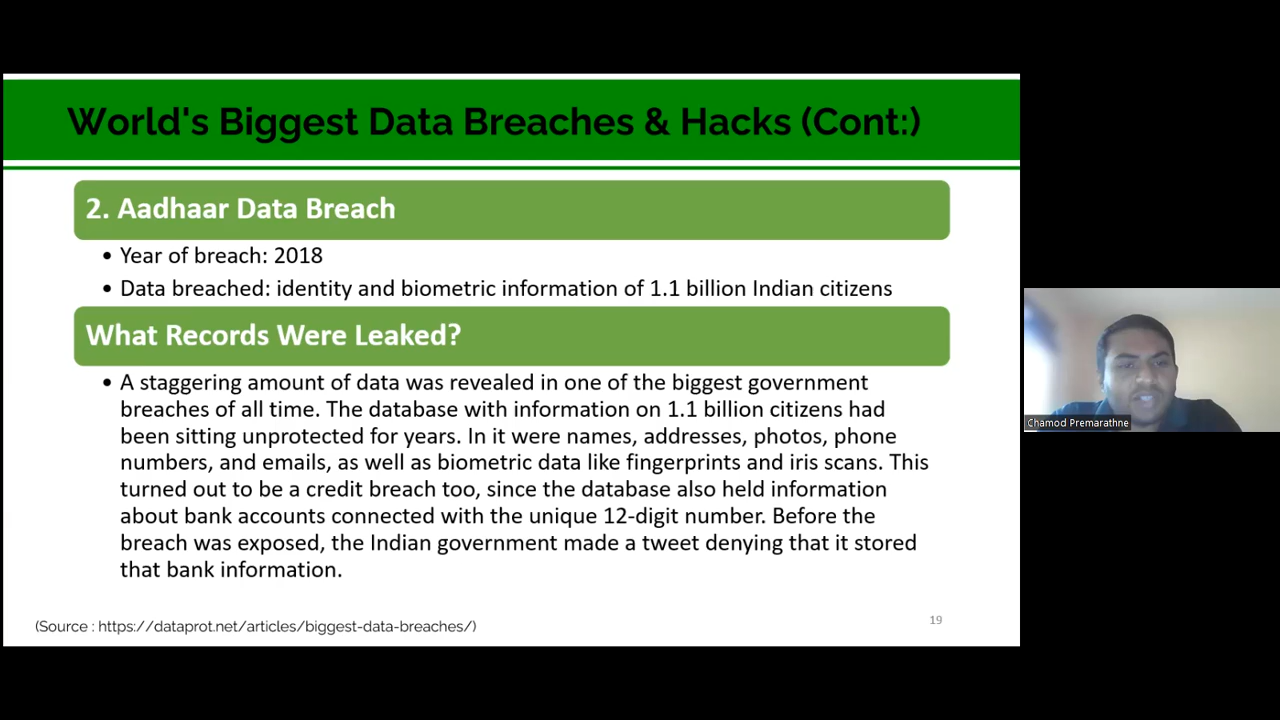 World's Biggest Data Breaches & Hacks (Cont:)
2. Aadhaar Data Breach
• Year of breach: 2018
• Data breached: identity and biometric information of 1.1 billion Indian citizens
What Records Were Leaked?
• A staggering amount of data was revealed in one of the biggest government
breaches of all time. The database with information on 1.1 billion citizens had
been sitting unprotected for years. In it were names, addresses, photos, phone
numbers, and emails, as well as biometric data like fingerprints and iris scans. This
turned out to be a credit breach too, since the database also held information
about bank accounts connected with the unique 12-digit number. Before the
breach was exposed, the Indian government made a tweet denying that it stored
that bank information.
(Source : https://dataprot.net/articles/biggest-data-breaches/)
19
Chamod Premarathne